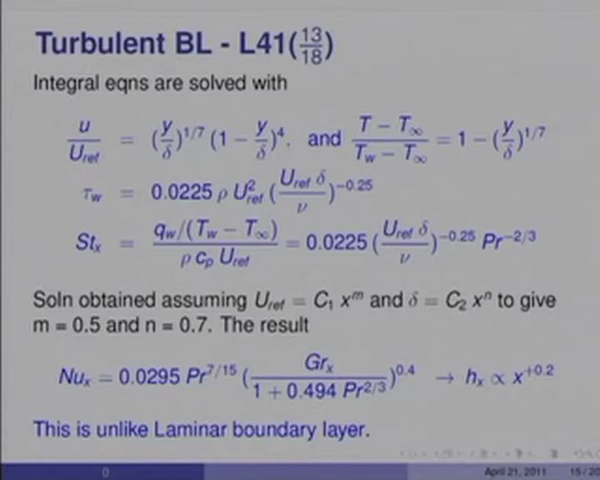 Turbulent BL - L41(13/18)
Integral eqns are solved with
u/U_ref = (y/δ)^1/7 (1 − y/δ)^4. and (T − T_∞)/(T_w − T_∞) = 1 − (y/δ)^1/7
τ_w = 0.0225 ρ U_ref^2 (U_ref δ/ν)^−0.25
St_x = q_w/(T_w − T_∞)/(ρ c_p U_ref) = 0.0225 (U_ref δ/ν)^−0.25 Pr^−2/3
Soln obtained assuming U_ref = C_1 x^m and δ = C_2 x^n to give
m = 0.5 and n = 0.7. The result
Nu_x = 0.0295 Pr^7/15 (Gr_x/(1 + 0.494 Pr^2/3))^0.4 → h_x ∝ x^+0.2
This is unlike Laminar boundary layer.
0 April 21, 2011 15 / 20